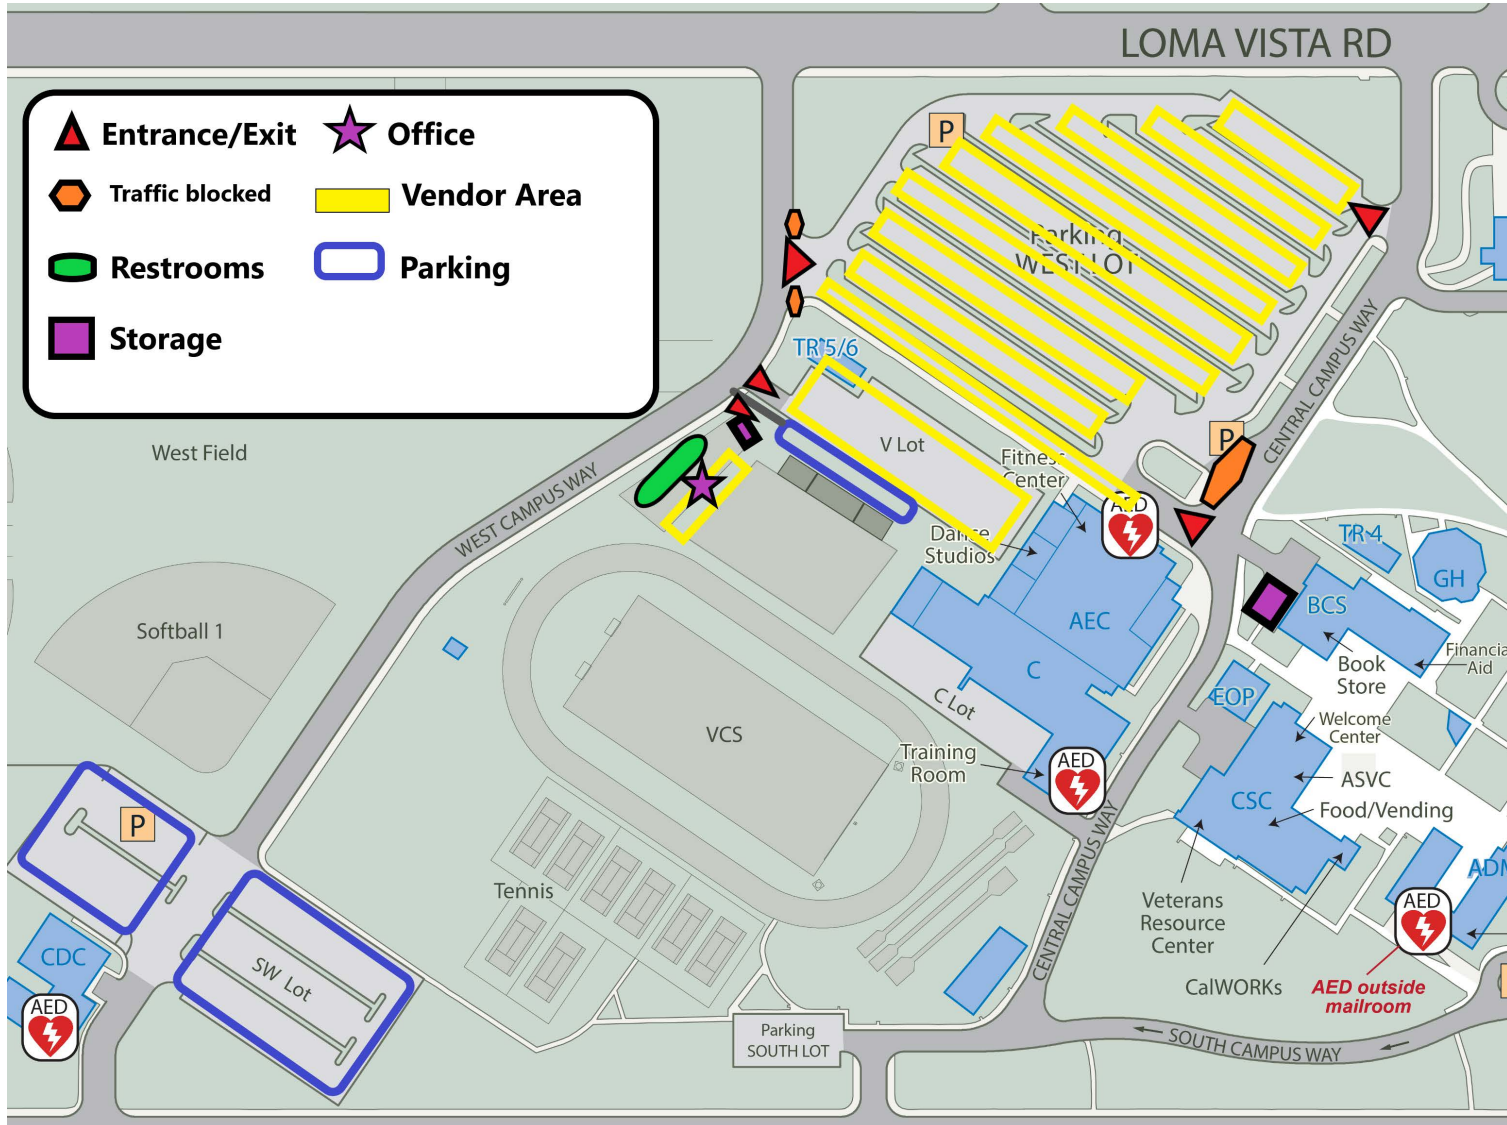 LOMA VISTA RD
Entrance/Exit
Office
Traffic blocked
Vendor Area
Restrooms
Parking
Storage
P
Parking
WEST LOT
TR 5/6
V Lot
P
CENTRAL CAMPUS WAY
West Field
WEST CAMPUS WAY
Fitness
Center
AED
Dance
Studios
TR-4
GH
BCS
AEC
Softball 1
Book
Store
Financia
Aid
C
EOP
C Lot
Welcome
Center
VCS
Training
Room
AED
ASVC
CSC
Food/Vending
P
CENTRAL CAMPUS WAY
Tennis
ADM
Veterans
Resource
Center
AED
CDC
SW Lot
CalWORKs
AED outside
mailroom
AED
Parking
SOUTH LOT
SOUTH CAMPUS WAY